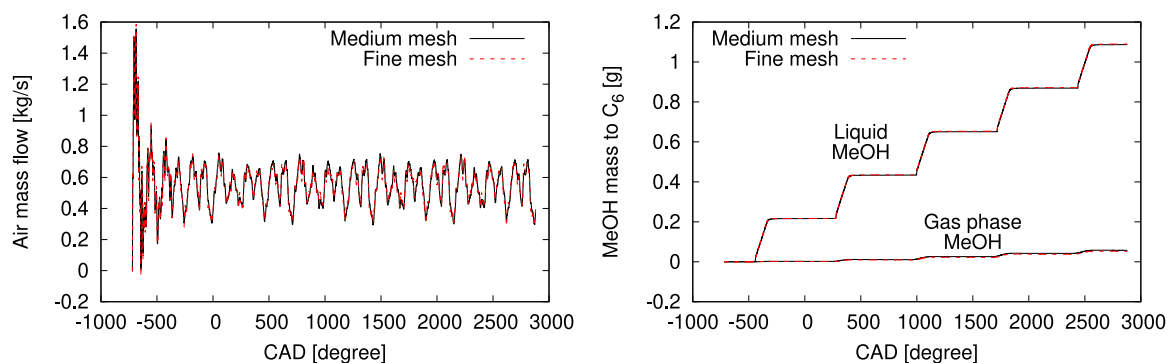 Air mass flow [kg/s]
1.6
1.4
1.2
1
0.8
0.6
0.4
0.2
0
-0.2
Medium mesh
Fine mesh
-1000 -500 0 500 1000 1500 2000 2500 3000
CAD [degree]
MeOH mass to C6 [g]
1.2
1
0.8
0.6
0.4
0.2
0
-0.2
Medium mesh
Fine mesh
Liquid
MeOH
Gas phase
MeOH
-1000 -500 0 500 1000 1500 2000 2500 3000
CAD [degree]